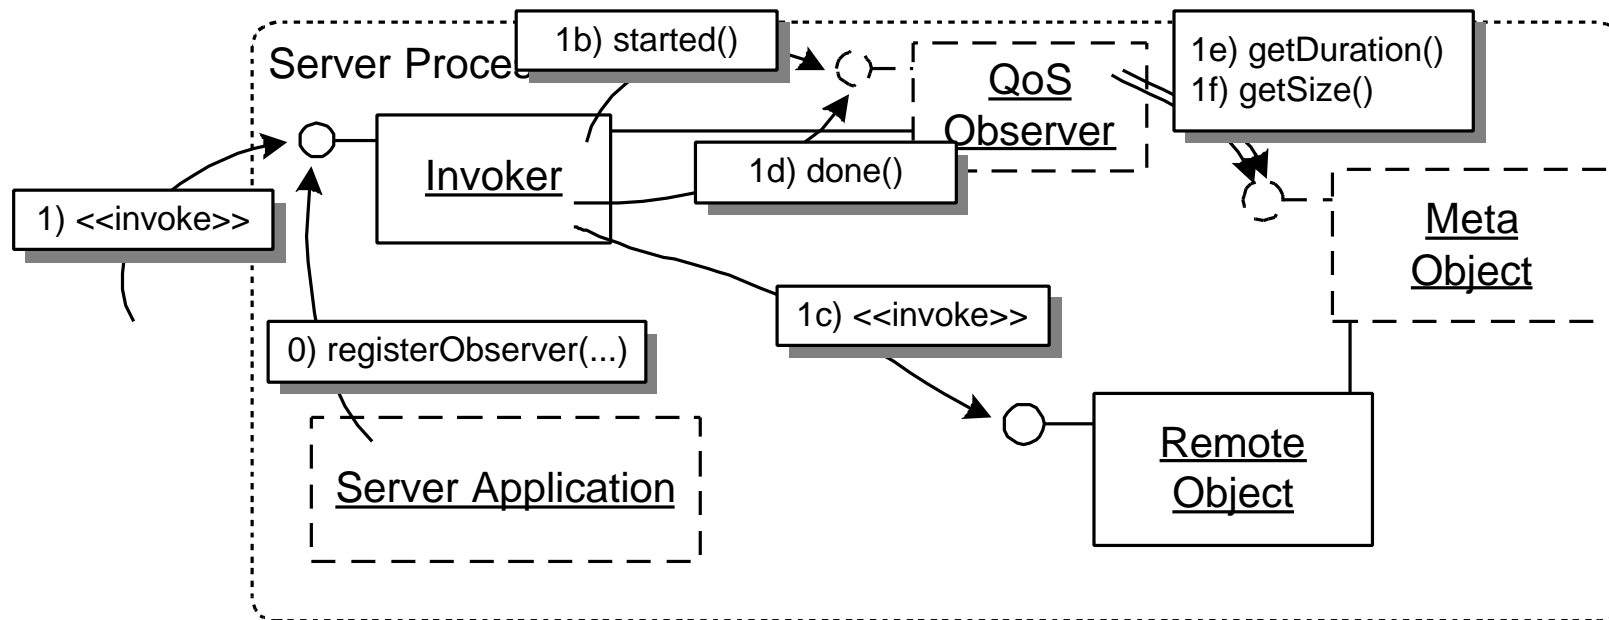 1b) started()
Server Proces
QoS
Observer
1e) getDuration()
1f) getSize()
Invoker
1d) done()
1) <<invoke>>
Meta
Object
1c) <<invoke>>
0) registerObserver(...)
Remote
Object
Server Application